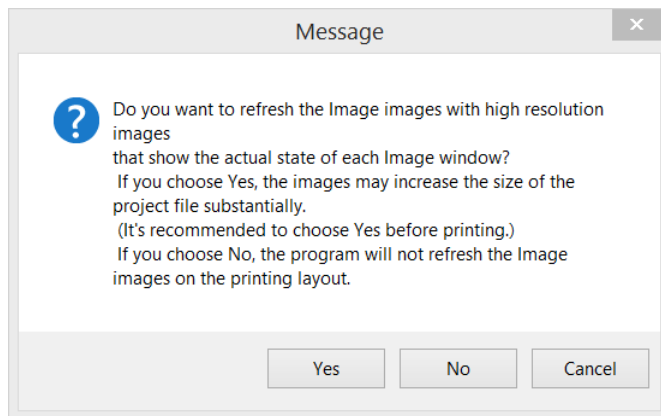 Message
Do you want to refresh the Image images with high resolution
images
that show the actual state of each Image window?
If you choose Yes, the images may increase the size of the
project file substantially.
(It's recommended to choose Yes before printing.)
If you choose No, the program will not refresh the Image
images on the printing layout.
Yes
No
Cancel